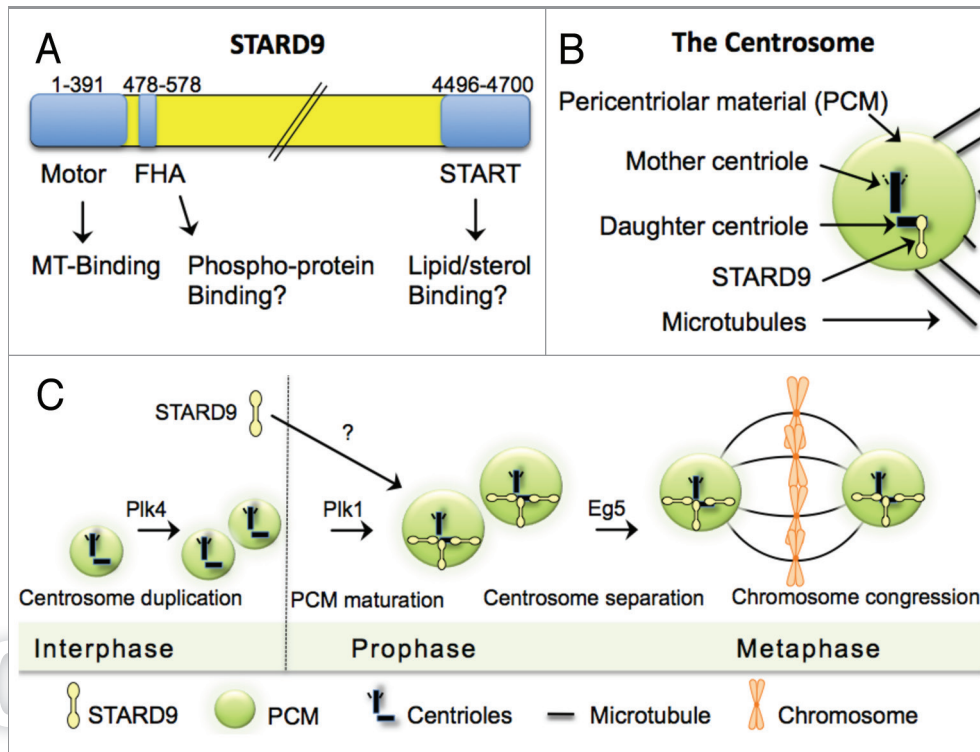 A
STARD9
1-391 478-578 4496-4700
Motor FHA START
MT-Binding
Phospho-protein
Binding?
Lipid/sterol
Binding?
B
The Centrosome
Pericentriolar material (PCM)
Mother centriole
Daughter centriole
STARD9
Microtubules
C
STARD9
?
Plk4
Plk1
Eg5
Centrosome duplication
PCM maturation
Centrosome separation
Chromosome congression
Interphase Prophase Metaphase
STARD9 PCM Centrioles Microtubule Chromosome